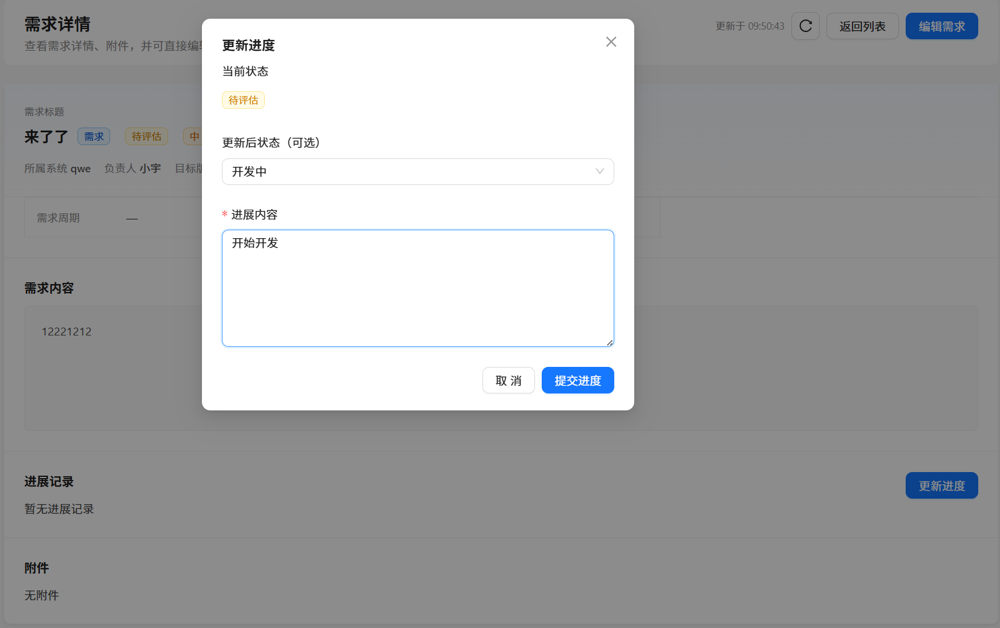 需求详情
查看需求详情、附件，并可直接编辑
更新于 09:50:43
返回列表
编辑需求
需求标题
来了了
需求
待评估
中
所属系统 qwe 负责人 小宇 目标版
需求周期 —
需求内容
12221212
进展记录
更新进度
暂无进展记录
附件
无附件
更新进度
当前状态
待评估
更新后状态（可选）
开发中
* 进展内容
开始开发
取 消
提交进度